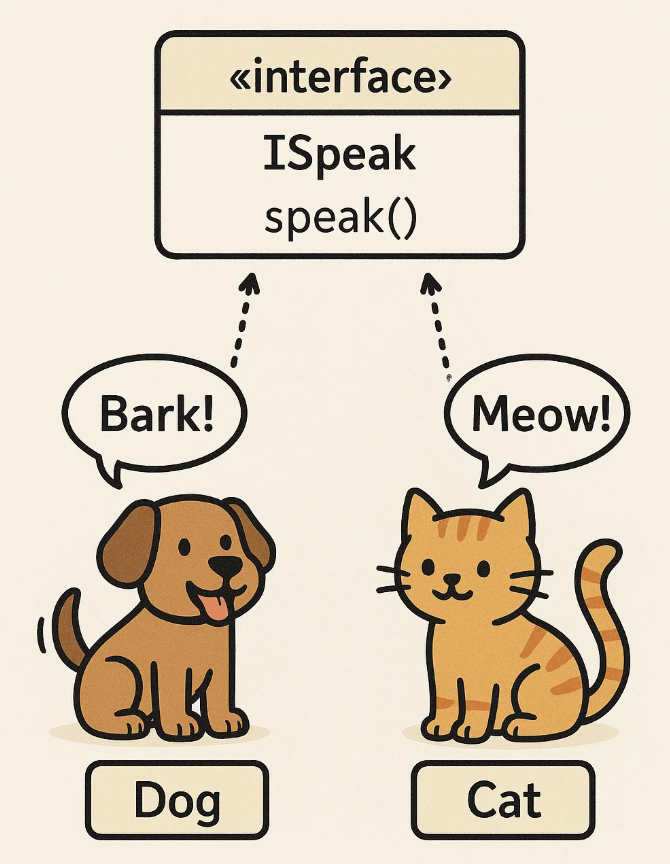 «interface›
ISpeak
speak()
Bark!
Meow!
Dog
Cat